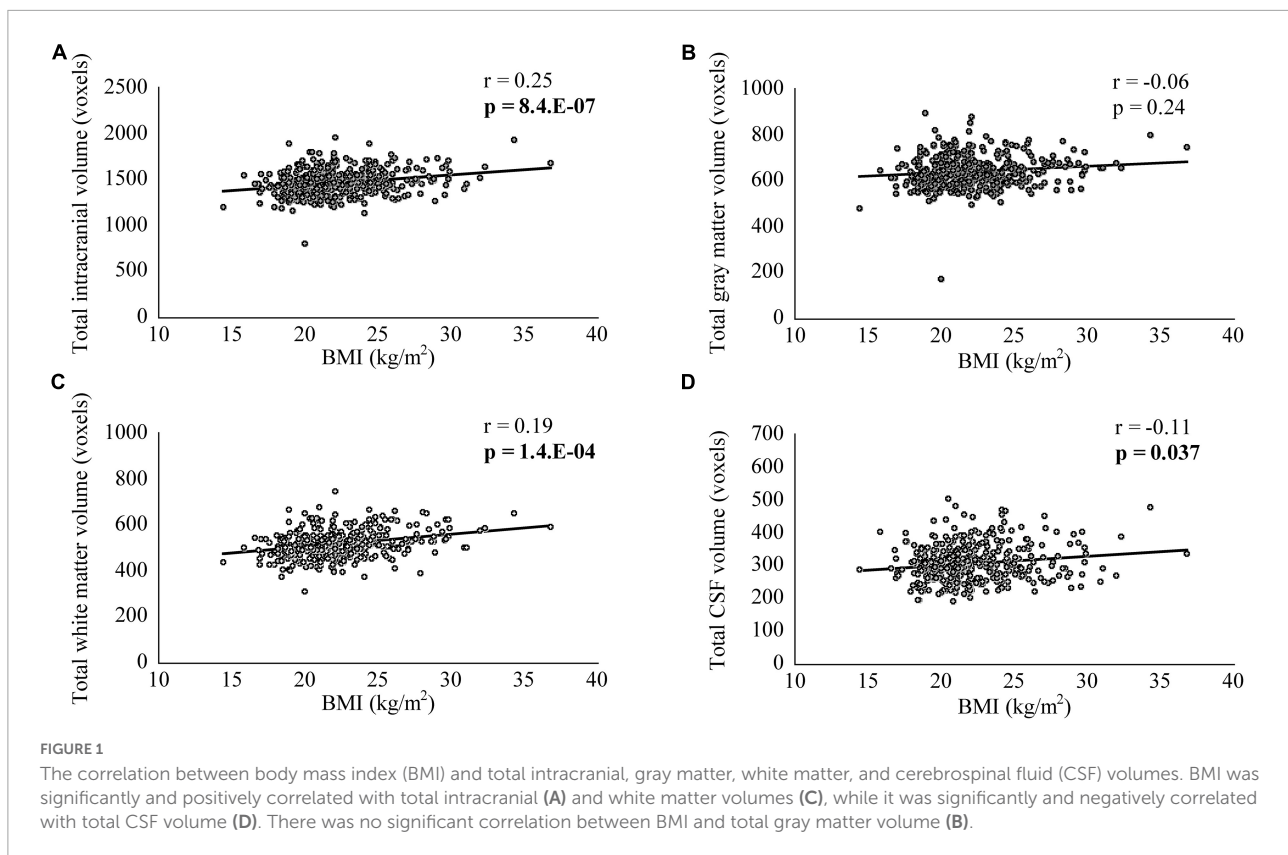 A
Total intracranial volume (voxels)
2500
2000
1500
1000
500
0
10 15 20 25 30 35 40
BMI (kg/m²)
r = 0.25
p = 8.4.E-07
B
Total gray matter volume (voxels)
1000
800
600
400
200
0
10 15 20 25 30 35 40
BMI (kg/m²)
r = -0.06
p = 0.24
C
Total white matter volume (voxels)
1000
800
600
400
200
0
10 15 20 25 30 35 40
BMI (kg/m²)
r = 0.19
p = 1.4.E-04
D
Total CSF volume (voxels)
700
600
500
400
300
200
100
0
10 15 20 25 30 35 40
BMI (kg/m²)
r = -0.11
p = 0.037
FIGURE 1
The correlation between body mass index (BMI) and total intracranial, gray matter, white matter, and cerebrospinal fluid (CSF) volumes. BMI was
significantly and positively correlated with total intracranial (A) and white matter volumes (C), while it was significantly and negatively correlated
with total CSF volume (D). There was no significant correlation between BMI and total gray matter volume (B).